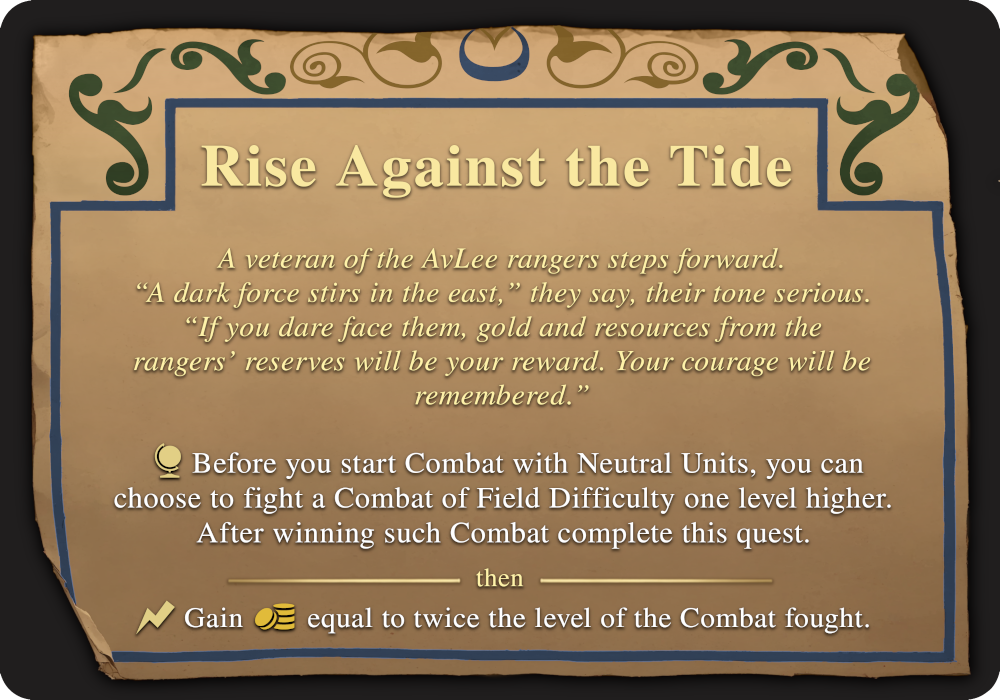 Rise Against the Tide
A veteran of the AvLee rangers steps forward.
“A dark force stirs in the east,” they say, their tone serious.
“If you dare face them, gold and resources from the
rangers’ reserves will be your reward. Your courage will be
remembered.”
Before you start Combat with Neutral Units, you can
choose to fight a Combat of Field Difficulty one level higher.
After winning such Combat complete this quest.
then
Gain equal to twice the level of the Combat fought.